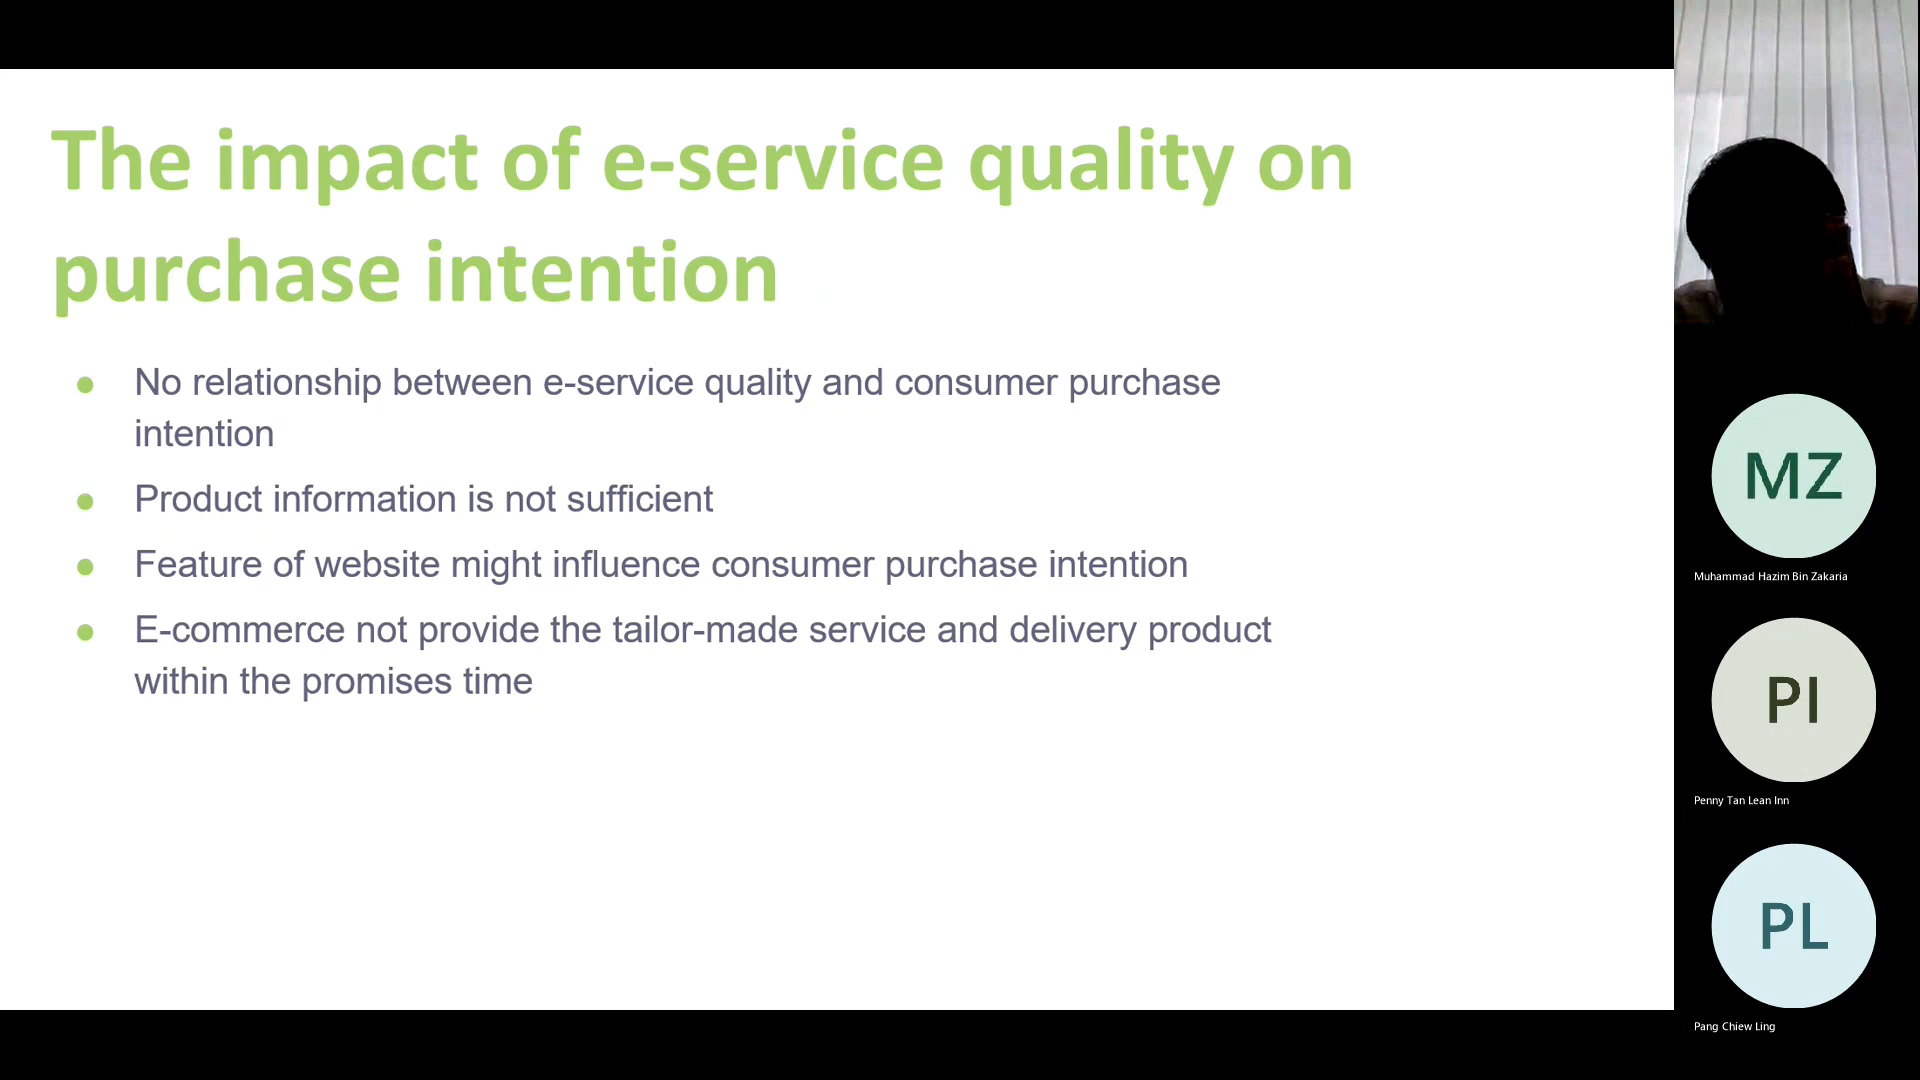 The impact of e-service quality on
purchase intention
No relationship between e-service quality and consumer purchase
intention
Product information is not sufficient
Feature of website might influence consumer purchase intention
E-commerce not provide the tailor-made service and delivery product
within the promises time
MZ
Muhammad Hazim Bin Zakaria
PI
Penny Tan Lean Inn
PL
Pang Chiew Ling